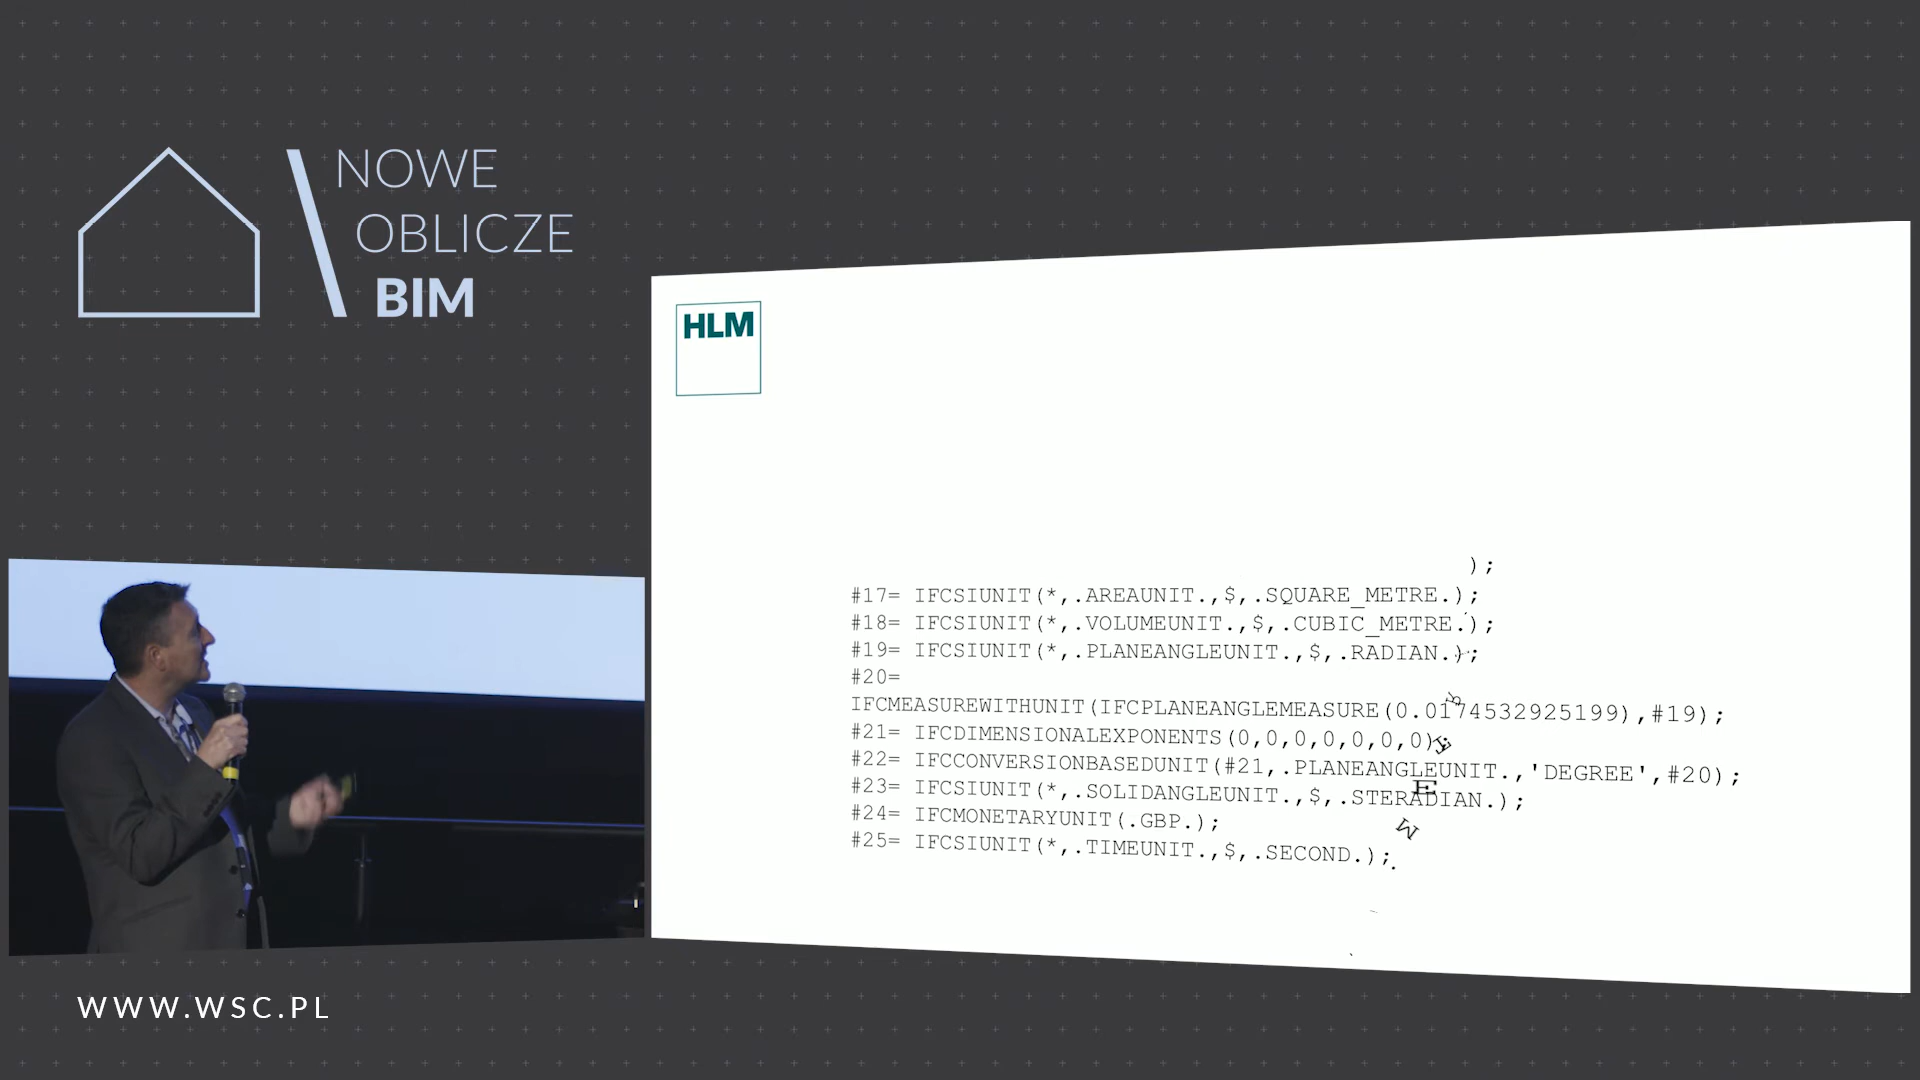 NOWE
OBLICZE
BIM
HLM
);
#17= IFCSIUNIT(*,.AREAUNIT.,$,.SQUARE_METRE.);
#18= IFCSIUNIT(*,.VOLUMEUNIT.,$,.CUBIC_METRE.);
#19= IFCSIUNIT(*,.PLANEANGLEUNIT.,$,.RADIAN.);
#20=
IFCMEASUREWITHUNIT(IFCPLANEANGLEMEASURE(0.0174532925199),#19);
#21= IFCDIMENSIONALEXPONENTS(0,0,0,0,0,0,0);
#22= IFCCONVERSIONBASEDUNIT(#21,.PLANEANGLEUNIT.,'DEGREE',#20);
#23= IFCSIUNIT(*,.SOLIDANGLEUNIT.,$,.STERADIAN.);
#24= IFCMONETARYUNIT(.GBP.);
#25= IFCSIUNIT(*,.TIMEUNIT.,$,.SECOND.);
WWW.WSC.PL